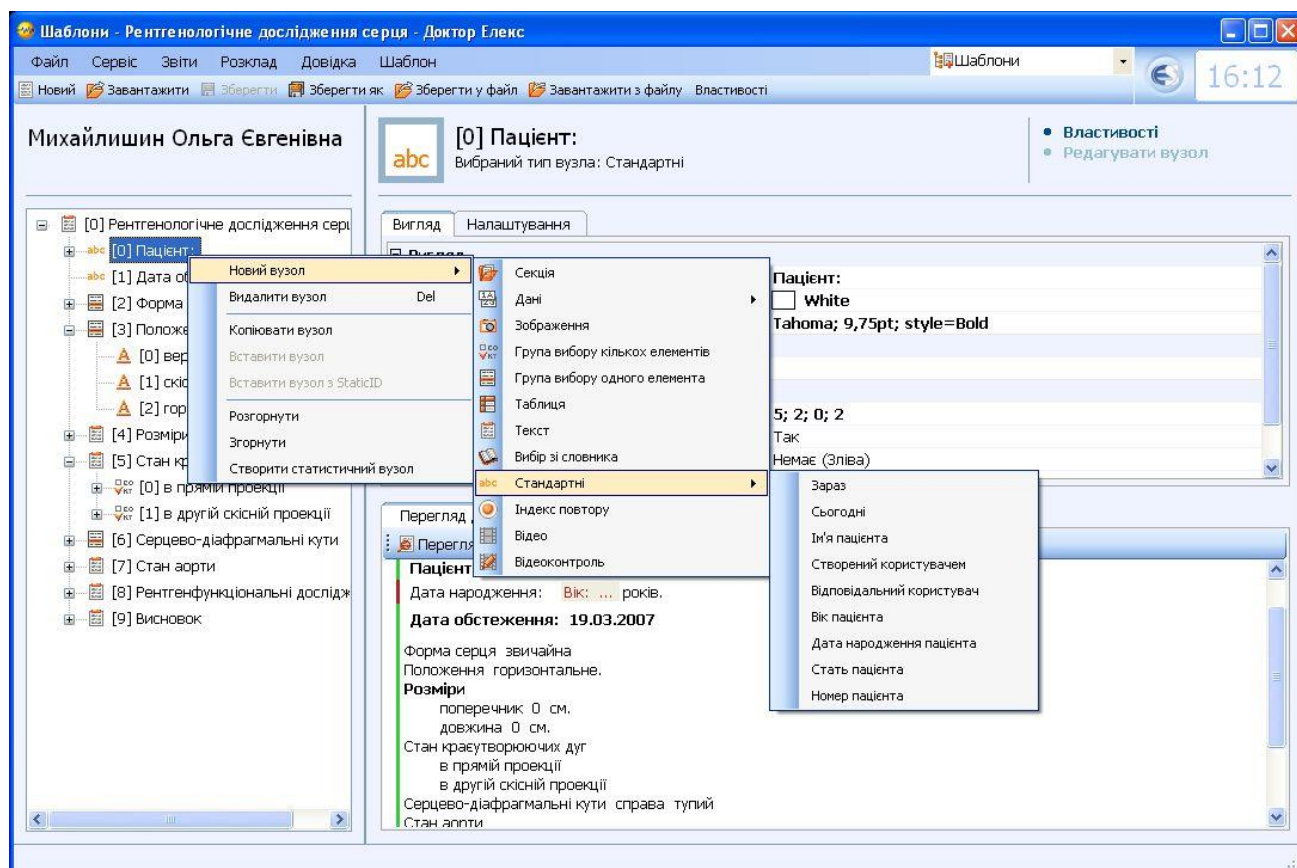 Шаблони - Рентгенологічне дослідження серця - Доктор Елекс
Файл Сервіс Звіти Розклад Довідка Шаблон Шаблони
16:12
Новий Завантажити Зберегти Зберегти як Зберегти у файл Завантажити з файлу Властивості
Михайлишин Ольга Євгенівна
abc
[0] Пацієнт:
Вибраний тип вузла: Стандартні
Властивості
Редагувати вузол
[0] Рентгенологічне дослідження
abc [0] Пацієнт:
abc [1] Дата
[2] Форма
[3]
[0]
[1]
[2]
[4] Розміри
[5] Стан
[0] в прямій проекції
[1] в другій скісній проекції
[6] Серцево-діафрагмальні кути
[7] Стан аорти
[8] Рентгенфункціональні
[9] Висновок
Новий вузол
Видалити вузол Del
Копіювати вузол
Вставити вузол
Вставити вузол з StaticID
Розгорнути
Згорнути
Створити статистичний вузол
Секція
Дані
Зображення
Група вибору кількох елементів
Група вибору одного елемента
Таблиця
Текст
Вибір зі словника
abc Стандартні
Індекс повтору
Відео
Відеоконтроль
Зараз
Сьогодні
Ім'я пацієнта
Створений користувачем
Відповідальний користувач
Вік пацієнта
Дата народження пацієнта
Стать пацієнта
Номер пацієнта
Вигляд Налаштування
Вигляд
Пацієнт:
White
Tahoma; 9,75pt; style=Bold
5; 2; 0; 2
Так
Немає (Зліва)
Перегляд
Пацієнт
Дата народження: Вік: ... років.
Дата обстеження: 19.03.2007
Форма серця звичайна
Положення горизонтальне.
Розміри
поперечник 0 см.
довжина 0 см.
Стан краєутворюючих дуг
в прямій проекції
в другій скісній проекції
Серцево-діафрагмальні кути справа тупий
Стан аорти